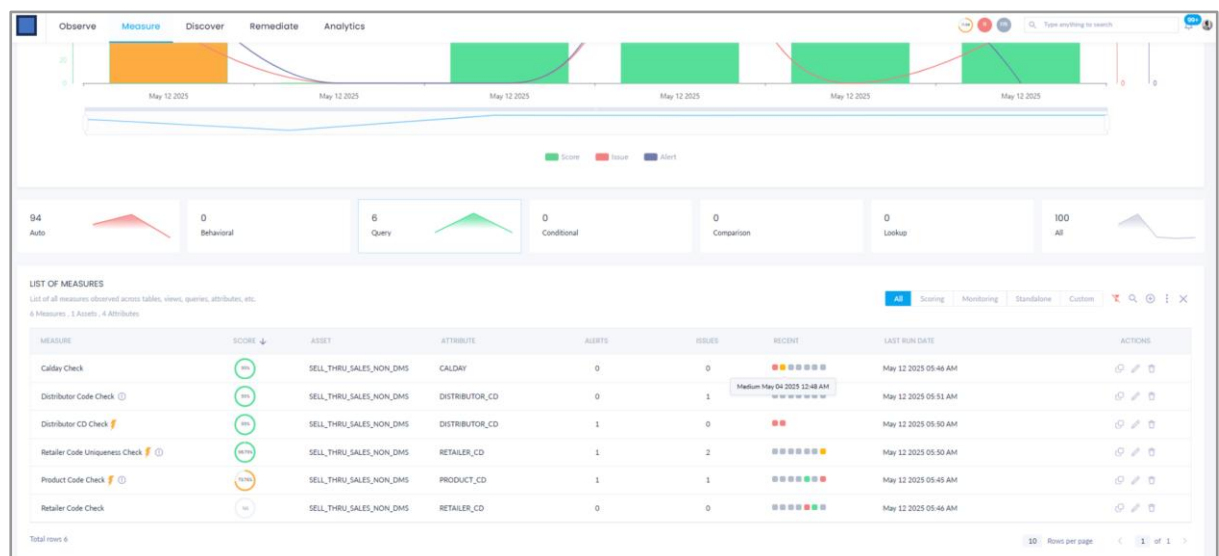 Observe Measure Discover Remediate Analytics Type anything to search 99+
20
0
0 0
May 12 2025 May 12 2025 May 12 2025 May 12 2025 May 12 2025 May 12 2025
Score Issue Alert
94 0 6 0 0 0 100
Auto Behavioral Query Conditional Comparison Lookup All
LIST OF MEASURES
List of all measures observed across tables, views, queries, attributes, etc.
All Scoring Monitoring Standalone Custom
6 Measures , 1 Assets , 4 Attributes
MEASURE SCORE ASSET ATTRIBUTE ALERTS ISSUES RECENT LAST RUN DATE ACTIONS
Calday Check SELL_THRU_SALES_NON_DMS CALDAY 0 0 May 12 2025 05:46 AM
Medium May 04 2025 12:48 AM
Distributor Code Check SELL_THRU_SALES_NON_DMS DISTRIBUTOR_CD 0 1 May 12 2025 05:51 AM
Distributor CD Check SELL_THRU_SALES_NON_DMS DISTRIBUTOR_CD 1 0 May 12 2025 05:50 AM
Retailer Code Uniqueness Check SELL_THRU_SALES_NON_DMS RETAILER_CD 1 2 May 12 2025 05:50 AM
Product Code Check SELL_THRU_SALES_NON_DMS PRODUCT_CD 1 1 May 12 2025 05:45 AM
Retailer Code Check SELL_THRU_SALES_NON_DMS RETAILER_CD 0 0 May 12 2025 05:46 AM
Total rows 6 10 Rows per page 1 of 1